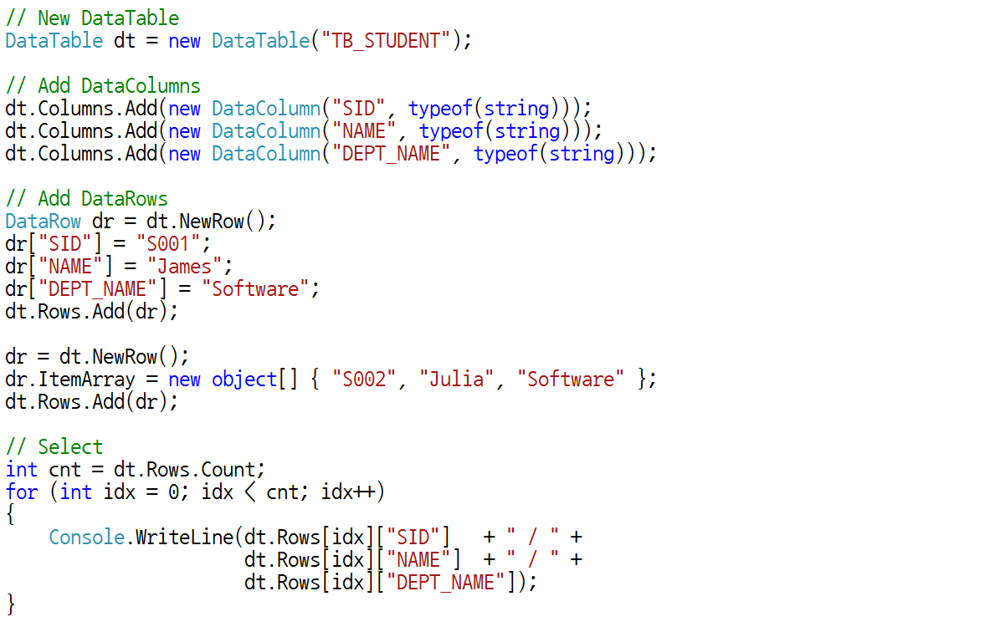 // New DataTable
DataTable dt = new DataTable("TB_STUDENT");

// Add DataColumns
dt.Columns.Add(new DataColumn("SID", typeof(string)));
dt.Columns.Add(new DataColumn("NAME", typeof(string)));
dt.Columns.Add(new DataColumn("DEPT_NAME", typeof(string)));

// Add DataRows
DataRow dr = dt.NewRow();
dr["SID"] = "S001";
dr["NAME"] = "James";
dr["DEPT_NAME"] = "Software";
dt.Rows.Add(dr);

dr = dt.NewRow();
dr.ItemArray = new object[] { "S002", "Julia", "Software" };
dt.Rows.Add(dr);

// Select
int cnt = dt.Rows.Count;
for (int idx = 0; idx < cnt; idx++)
{
    Console.WriteLine(dt.Rows[idx]["SID"]   + " / " +
                      dt.Rows[idx]["NAME"]  + " / " +
                      dt.Rows[idx]["DEPT_NAME"]);
}